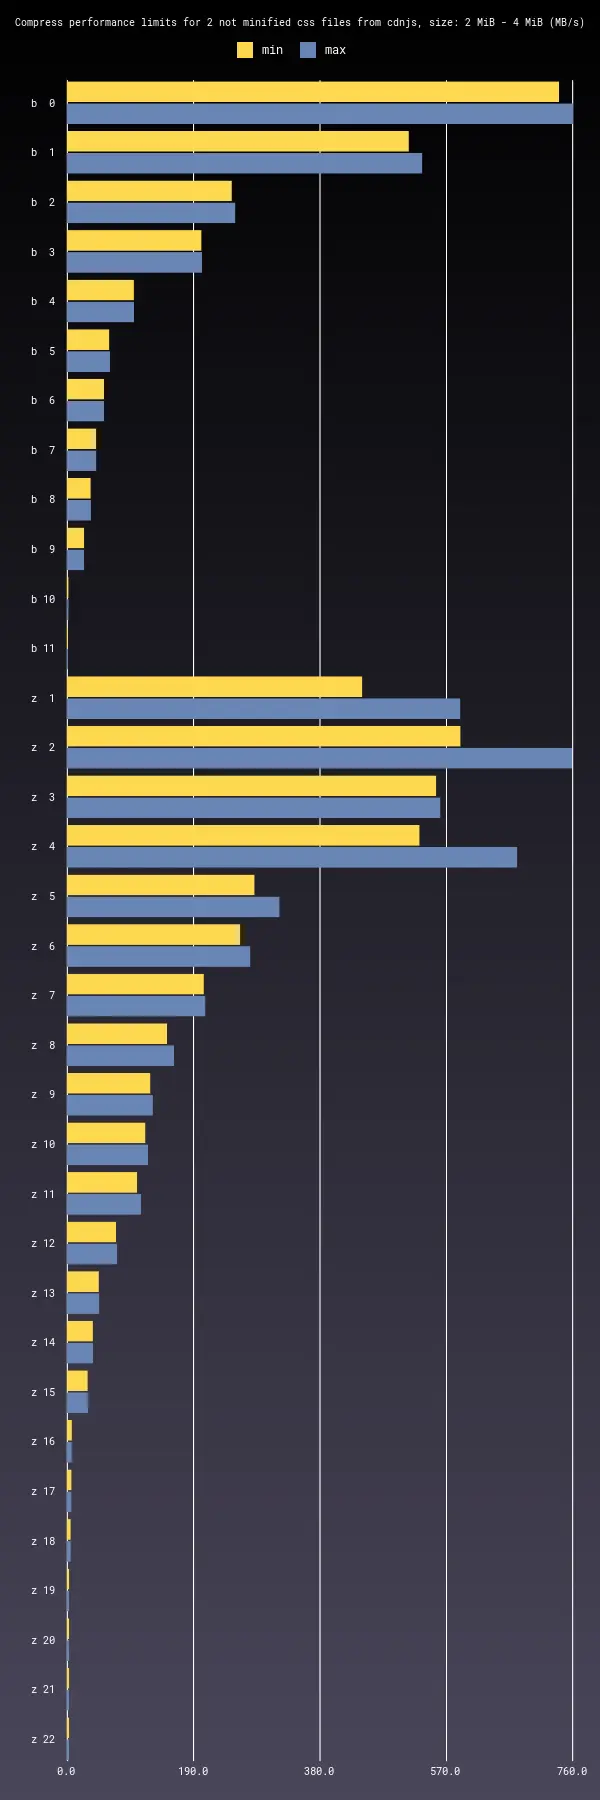 Compress performance limits for 2 not minified css files from cdnjs, size: 2 MiB - 4 MiB (MB/s)
min max
b 0
b 1
b 2
b 3
b 4
b 5
b 6
b 7
b 8
b 9
b 10
b 11
z 1
z 2
z 3
z 4
z 5
z 6
z 7
z 8
z 9
z 10
z 11
z 12
z 13
z 14
z 15
z 16
z 17
z 18
z 19
z 20
z 21
z 22
0.0 190.0 380.0 570.0 760.0